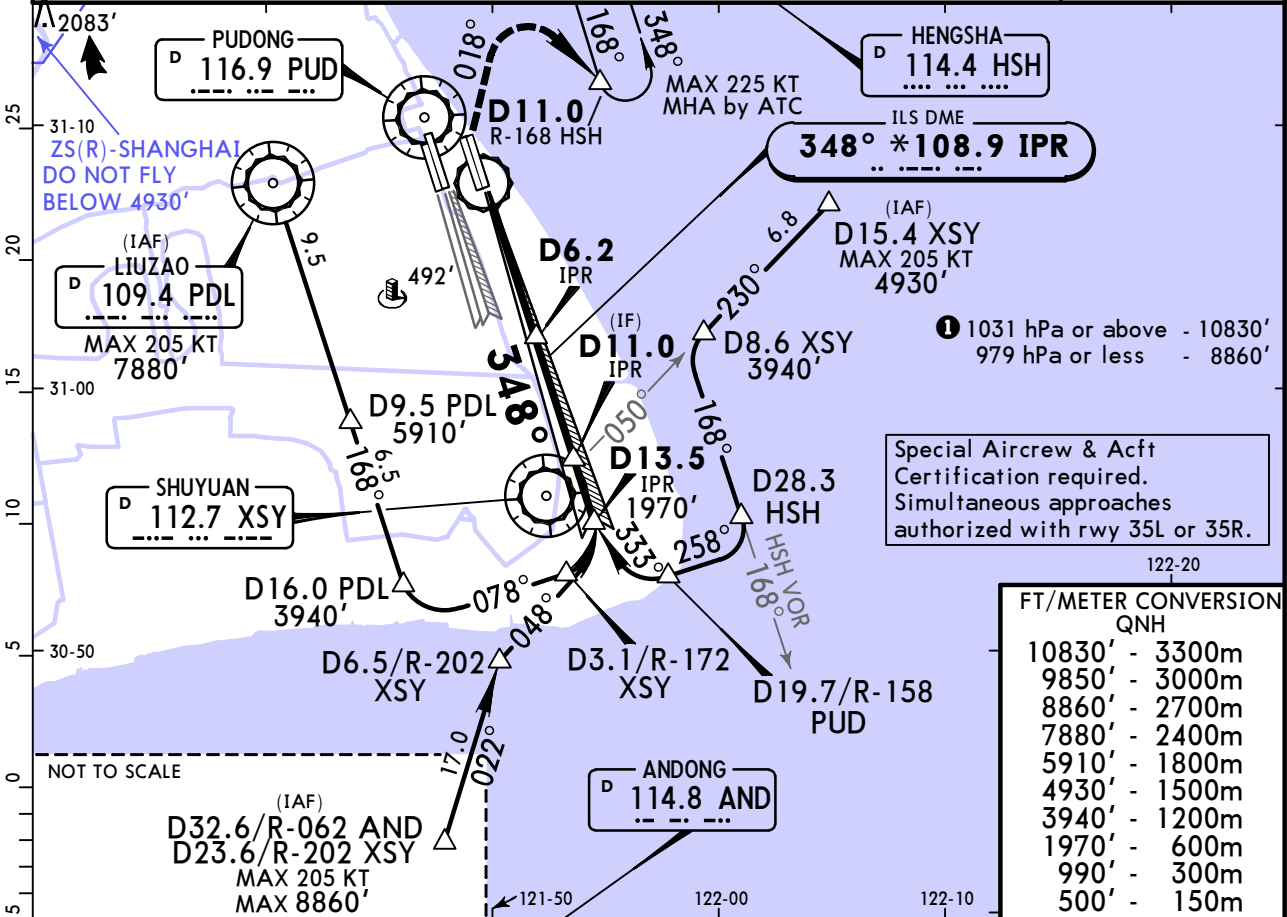 2083'
PUDONG
D 116.9 PUD
018°
168°
348°
MAX 225 KT
MHA by ATC
D11.0/
R-168 HSH
HENGSHA
D 114.4 HSH
ILS DME
348° *108.9 IPR
25
31-10
ZS(R)-SHANGHAI
DO NOT FLY
BELOW 4930'
(IAF)
LIUZAO
D 109.4 PDL
MAX 205 KT
7880'
9.5
492'
D6.2
IPR
(IF)
D11.0
IPR
6.8
(IAF)
D15.4 XSY
MAX 205 KT
4930'
230°
D8.6 XSY
3940'
❶ 1031 hPa or above - 10830'
979 hPa or less - 8860'
20
15
31-00
348°
050°
168°
D9.5 PDL
5910'
6.5
168°
D13.5
IPR
1970'
D28.3
HSH
SHUYUAN
D 112.7 XSY
Special Aircrew & Acft
Certification required.
Simultaneous approaches
authorized with rwy 35L or 35R.
10
333°
258°
HSH VOR
168°
D16.0 PDL
3940'
078°
048°
5
30-50
D6.5/R-202
XSY
D3.1/R-172
XSY
D19.7/R-158
PUD
122-20
FT/METER CONVERSION
QNH
10830' - 3300m
9850' - 3000m
8860' - 2700m
7880' - 2400m
5910' - 1800m
4930' - 1500m
3940' - 1200m
1970' - 600m
990' - 300m
500' - 150m
NOT TO SCALE
0
17.0
022°
(IAF)
D32.6/R-062 AND
D23.6/R-202 XSY
MAX 205 KT
MAX 8860'
ANDONG
D 114.8 AND
5
121-50
122-00
122-10